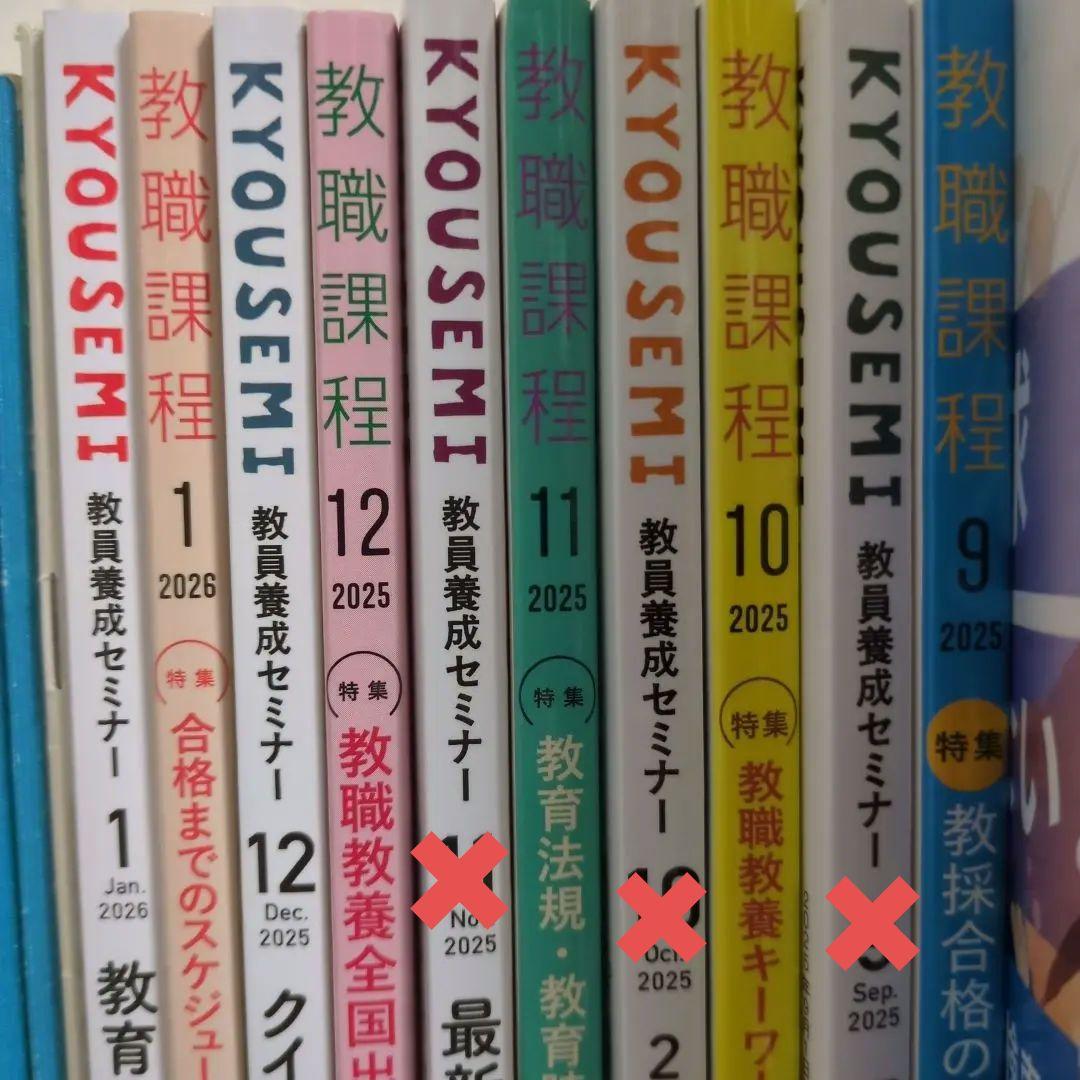 KYOUSEMI
教員養成セミナー
1
Jan.
2026
教育
教職課程
1
2026
特集
合格までのスケジュー
KYOUSEMI
教員養成セミナー
12
Dec.
2025
クイ
教職課程
12
2025
特集
教職教養全国出
KYOUSEMI
教員養成セミナー
2025
最新
教職課程
11
2025
特集
教育法規・教育時
KYOUSEMI
教員養成セミナー
Oct.
2025
2
教職課程
10
2025
特集
教職教養キーワー
KYOUSEMI
教員養成セミナー
Sep.
2025
教職課程
9
2025
特集
教採合格の